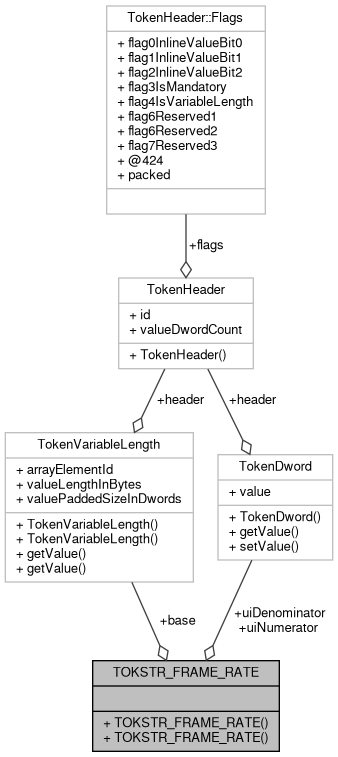 TokenHeader::Flags
+ flag0InlineValueBit0
+ flag1InlineValueBit1
+ flag2InlineValueBit2
+ flag3IsMandatory
+ flag4IsVariableLength
+ flag6Reserved1
+ flag6Reserved2
+ flag7Reserved3
+ @424
+ packed
+flags
TokenHeader
+ id
+ valueDwordCount
+ TokenHeader()
+header
+header
TokenVariableLength
+ arrayElementId
+ valueLengthInBytes
+ valuePaddedSizeInDwords
+ TokenVariableLength()
+ TokenVariableLength()
+ getValue()
+ getValue()
TokenDword
+ value
+ TokenDword()
+ getValue()
+ setValue()
+base
+uiDenominator
+uiNumerator
TOKSTR_FRAME_RATE
+ TOKSTR_FRAME_RATE()
+ TOKSTR_FRAME_RATE()